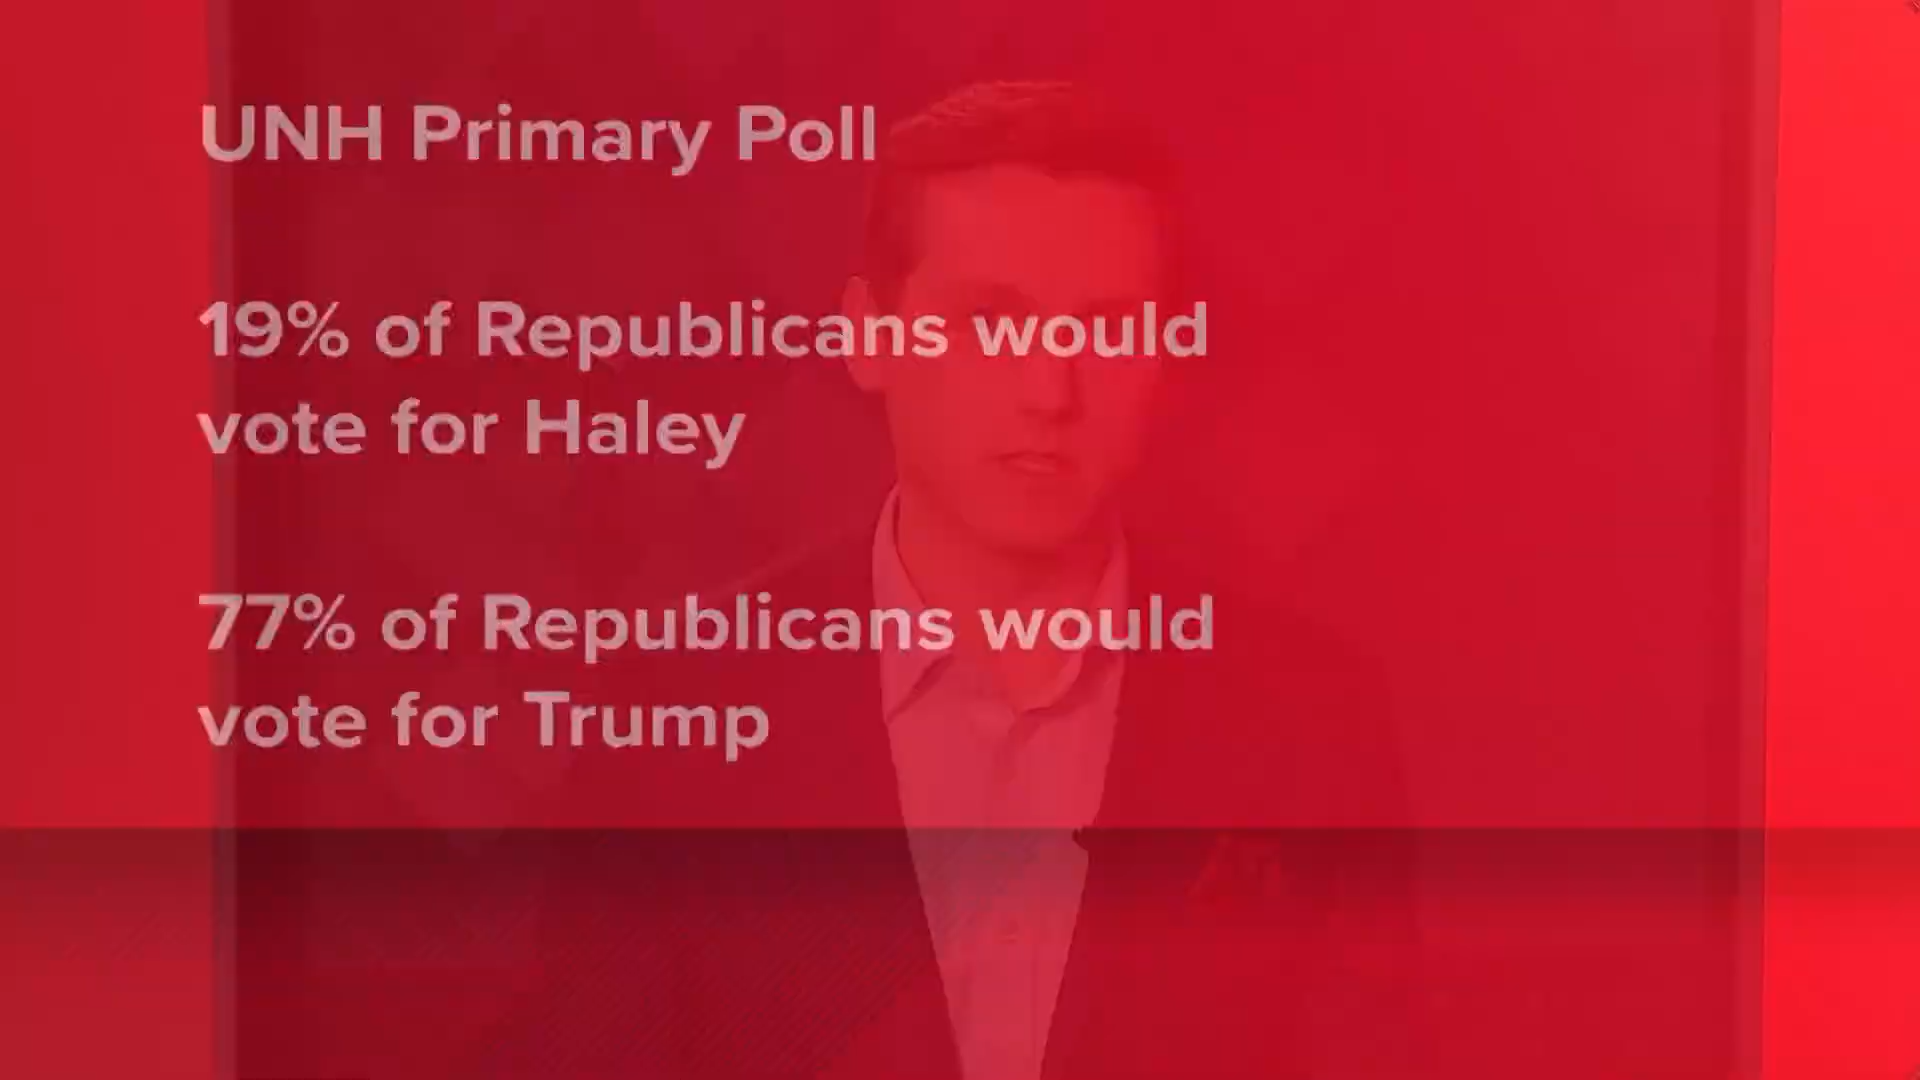 UNH Primary Poll
19% of Republicans would
vote for Haley
77% of Republicans would
vote for Trump